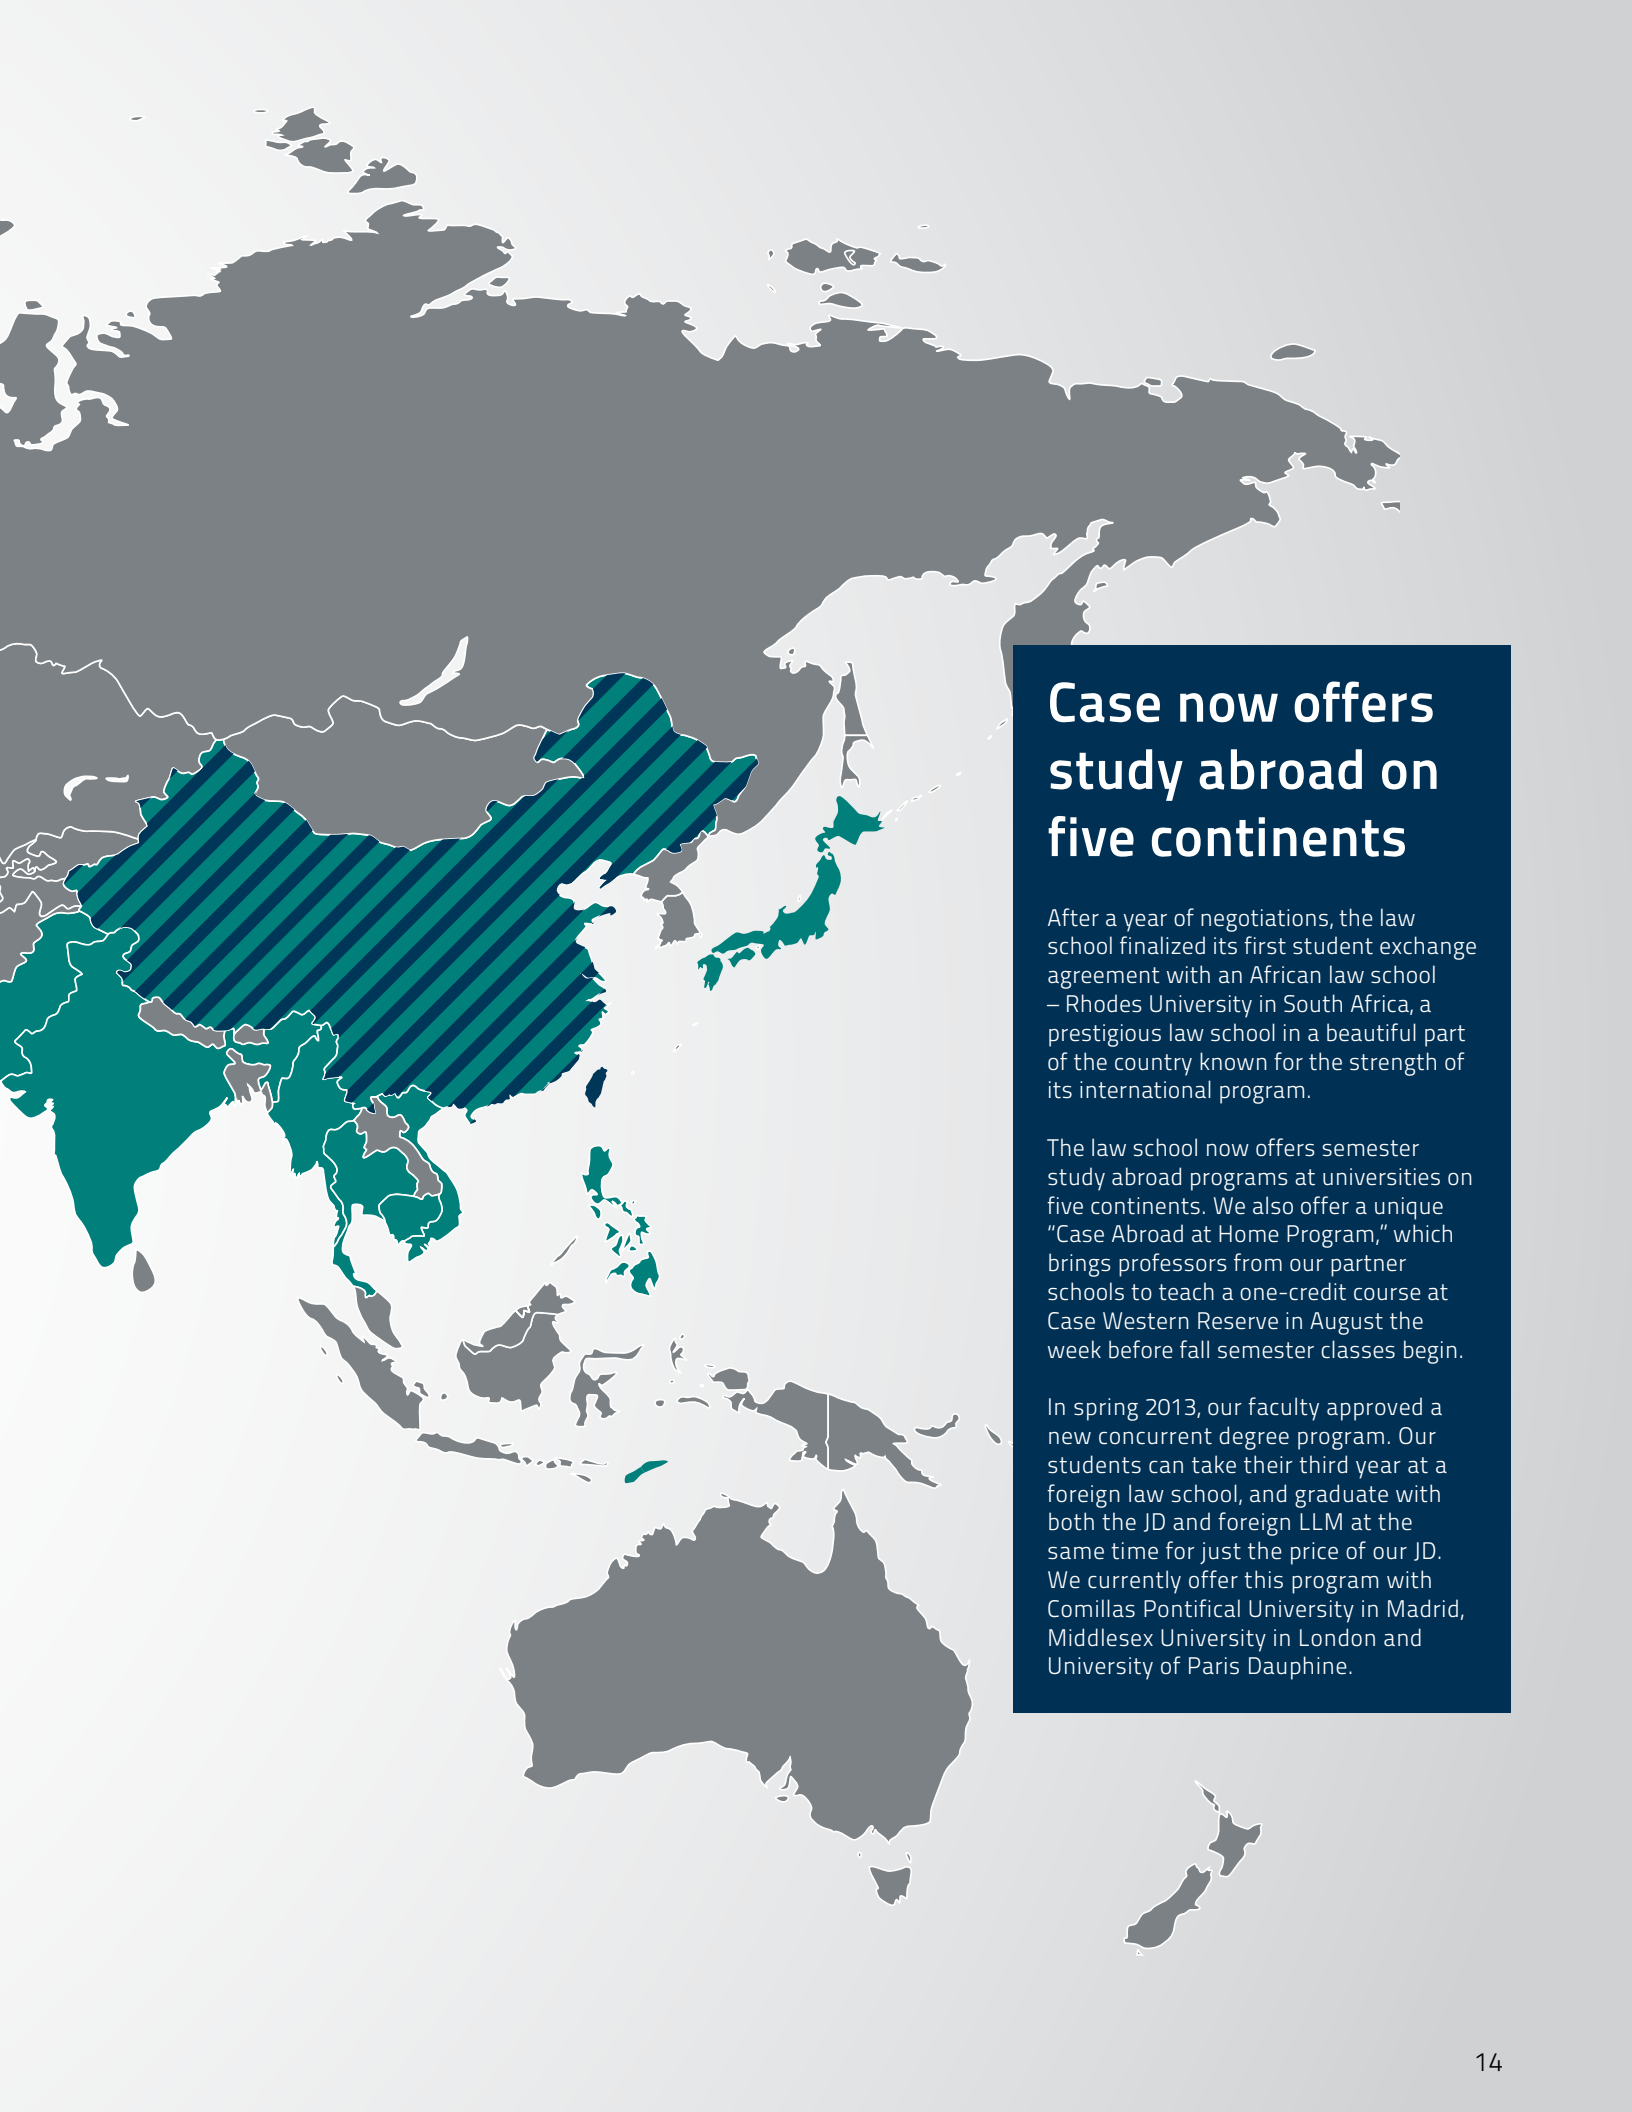 Case now offers
study abroad on
five continents
After a year of negotiations, the law
school finalized its first student exchange
agreement with an African law school
– Rhodes University in South Africa, a
prestigious law school in a beautiful part
of the country known for the strength of
its international program.
The law school now offers semester
study abroad programs at universities on
five continents. We also offer a unique
“Case Abroad at Home Program,” which
brings professors from our partner
schools to teach a one-credit course at
Case Western Reserve in August the
week before fall semester classes begin.
In spring 2013, our faculty approved a
new concurrent degree program. Our
students can take their third year at a
foreign law school, and graduate with
both the JD and foreign LLM at the
same time for just the price of our JD.
We currently offer this program with
Comillas Pontifical University in Madrid,
Middlesex University in London and
University of Paris Dauphine.
14